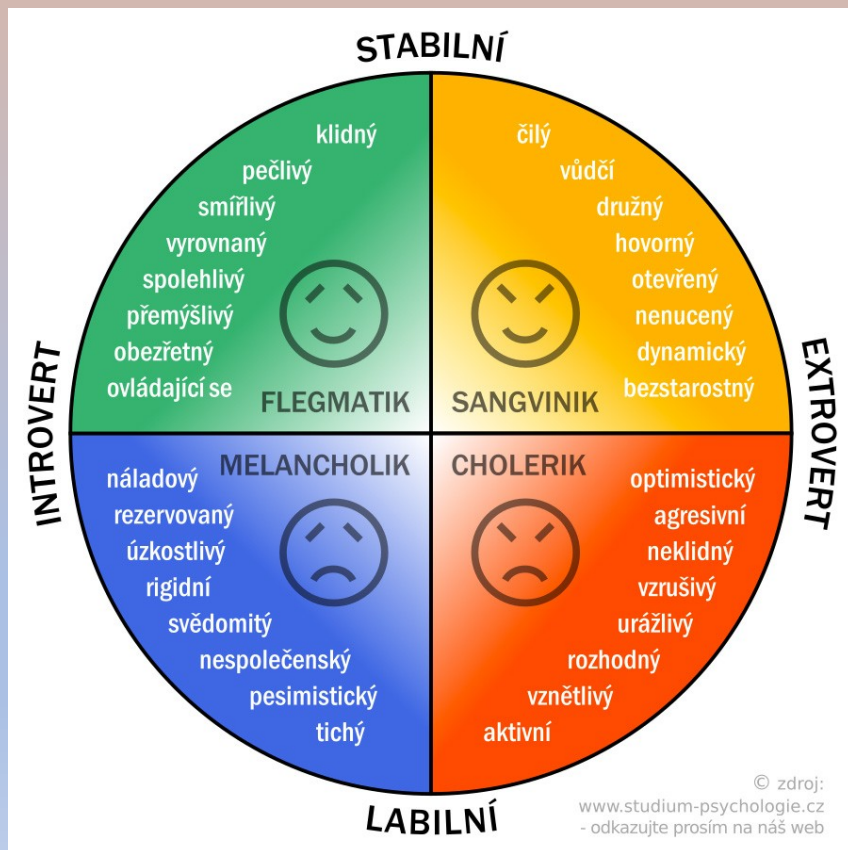 STABILNÍ
klidný
pečlivý
smířlivý
vyrovnaný
spolehlivý
přemýšlivý
obezřetný
ovládající se
FLEGMATIK
čilý
vůdčí
družný
hovorný
otevřený
nenucený
dynamický
bezstarostný
SANGVINIK
INTROVERT
EXTROVERT
MELANCHOLIK
náladový
rezervovaný
úzkostlivý
rigidní
svědomitý
nespolečenský
pesimistický
tichý
CHOLERIK
optimistický
agresivní
neklidný
vzrušivý
urážlivý
rozhodný
vznětlivý
aktivní
LABILNÍ
© zdroj:
www.studium-psychologie.cz
- odkazujte prosím na náš web